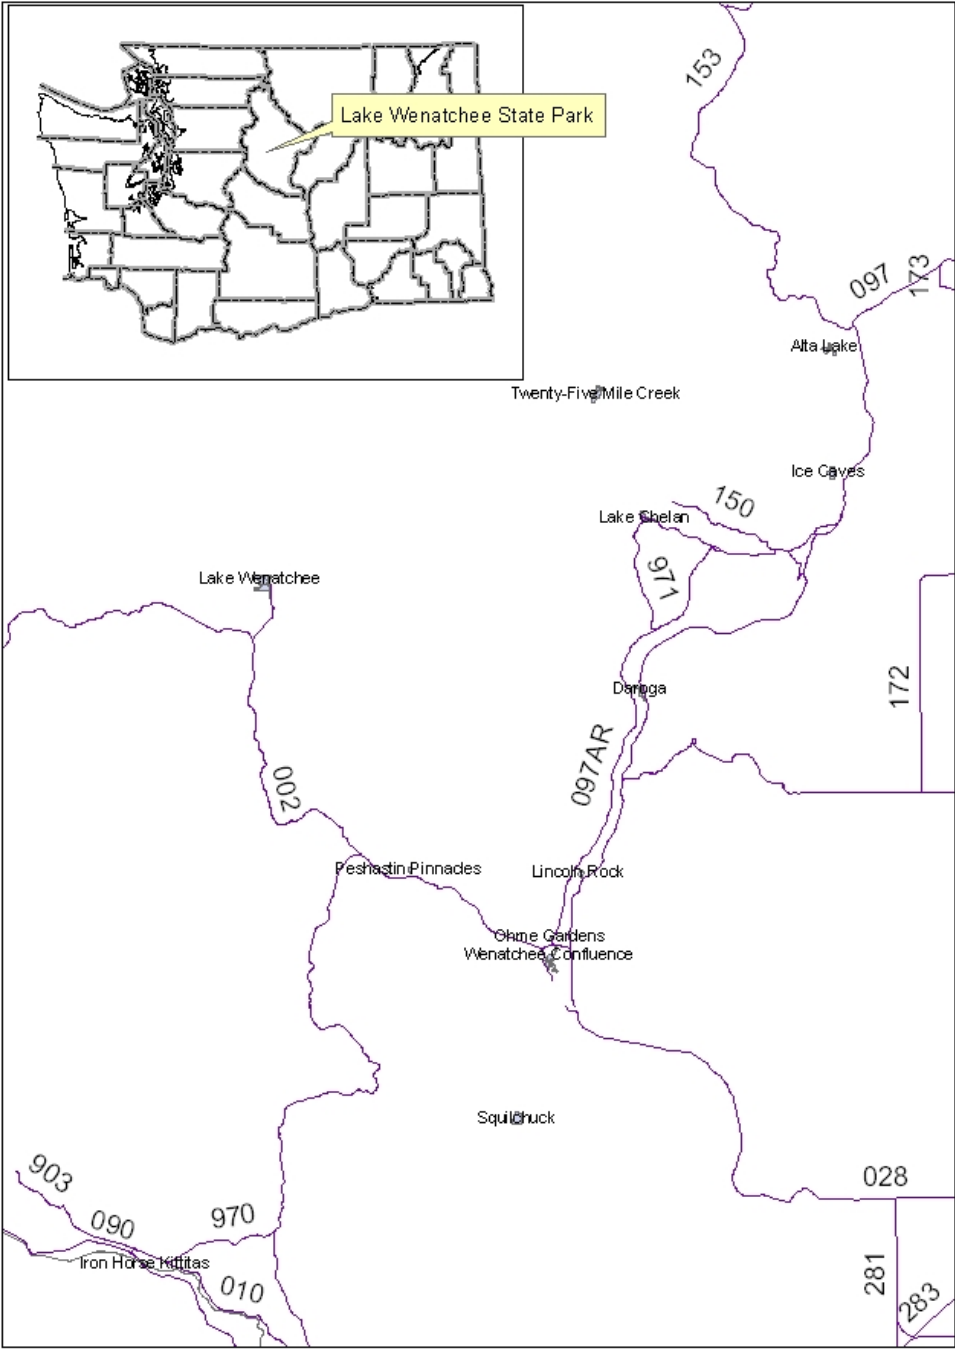 153
Lake Wenatchee State Park
097
173
Alta Lake
Twenty-Five Mile Creek
Ice Caves
150
Lake Chelan
971
Lake Wenatchee
172
Daroga
097AR
002
Peshastin Pinnacles
Lincoln Rock
Ohme Gardens
Wenatchee Confluence
Squilchuck
903
028
090
970
Iron Horse Kittitas
010
281
283